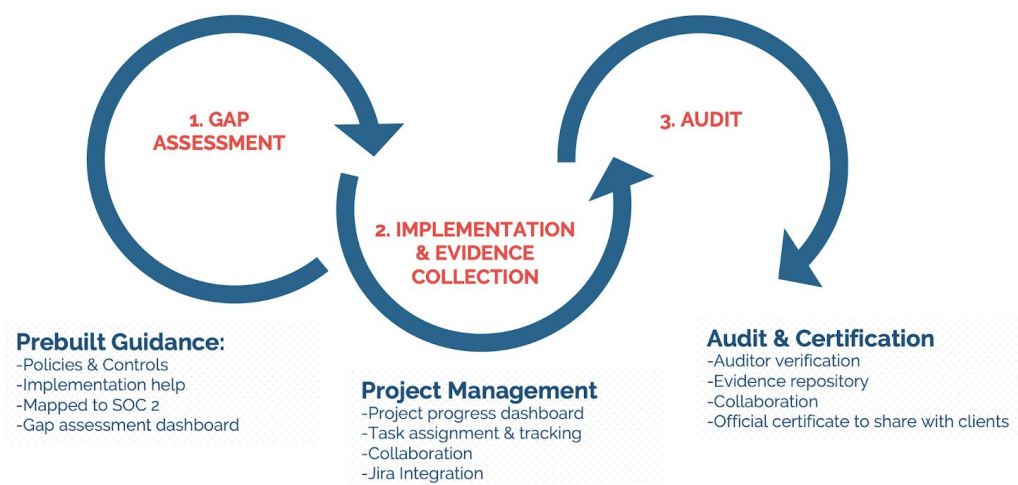 1. GAP
ASSESSMENT
2. IMPLEMENTATION
& EVIDENCE
COLLECTION
3. AUDIT
Prebuilt Guidance:
-Policies & Controls
-Implementation help
-Mapped to SOC 2
-Gap assessment dashboard
Project Management
-Project progress dashboard
-Task assignment & tracking
-Collaboration
-Jira Integration
Audit & Certification
-Auditor verification
-Evidence repository
-Collaboration
-Official certificate to share with clients